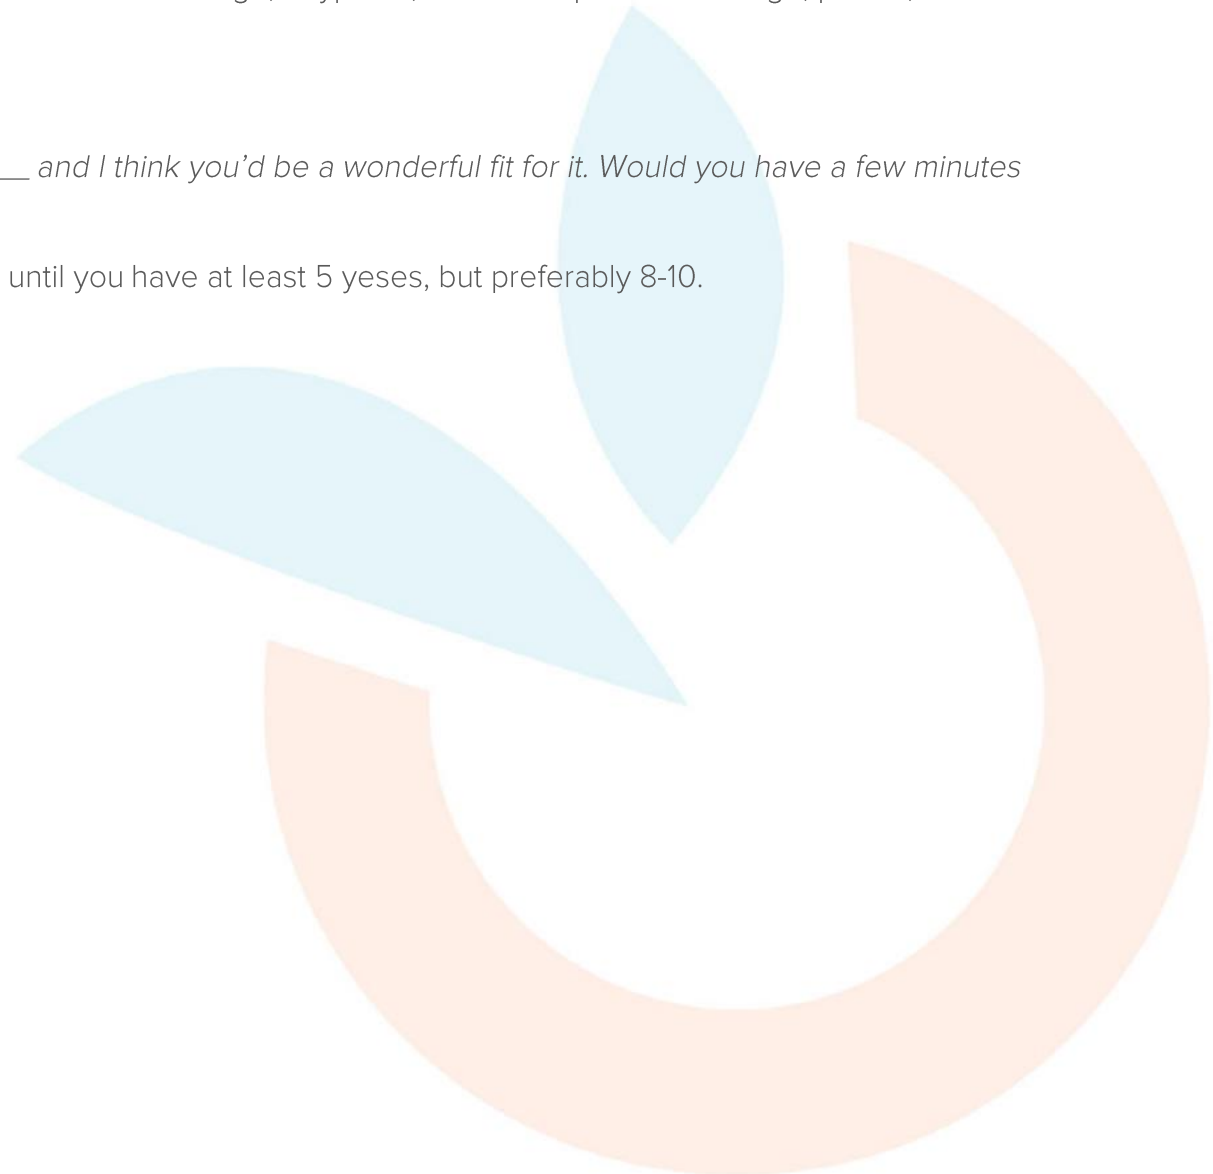 __ and I think you’d be a wonderful fit for it. Would you have a few minutes
until you have at least 5 yeses, but preferably 8-10.